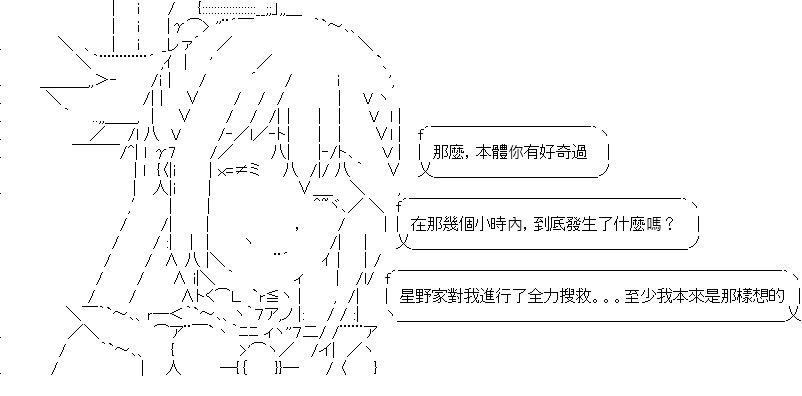 那麼，本體你有好奇過
在那幾個小時內，到底發生了什麼嗎？
星野家對我進行了全力搜救。。。至少我本來是那樣想的